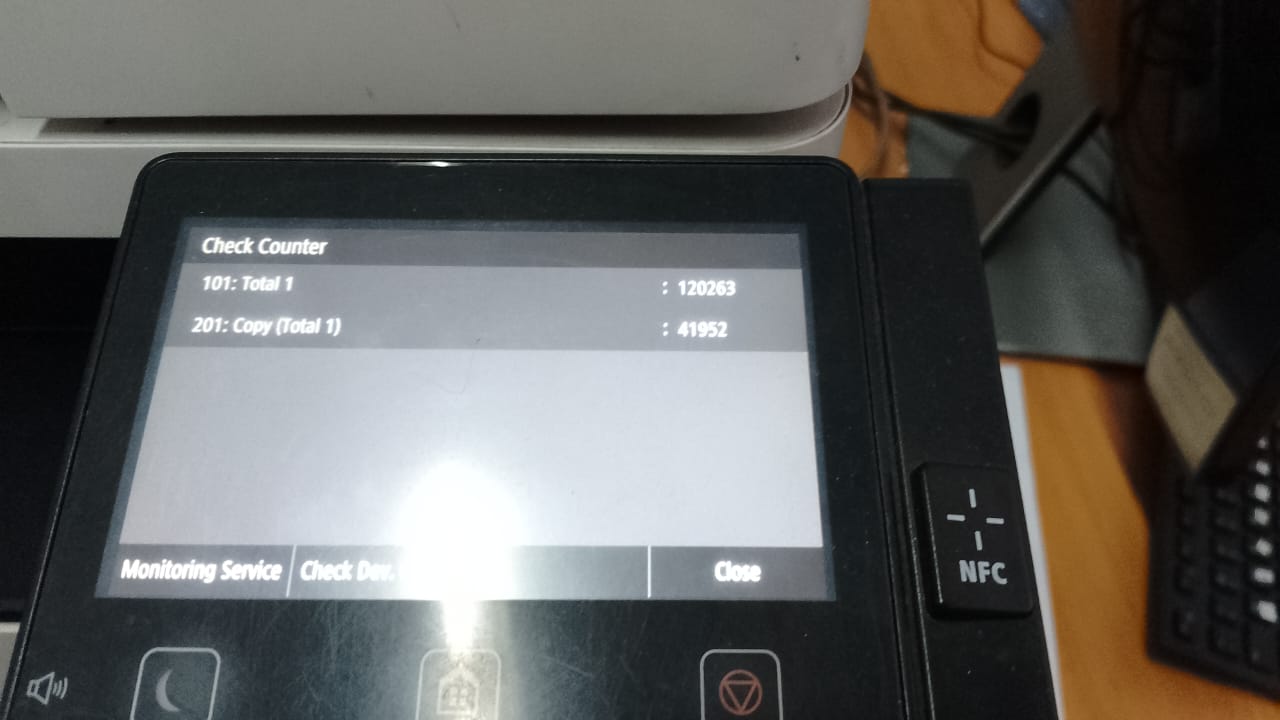 Check Counter
101: Total 1 : 120263
201: Copy (Total 1) : 41952
Monitoring Service Check Dev. Close
NFC